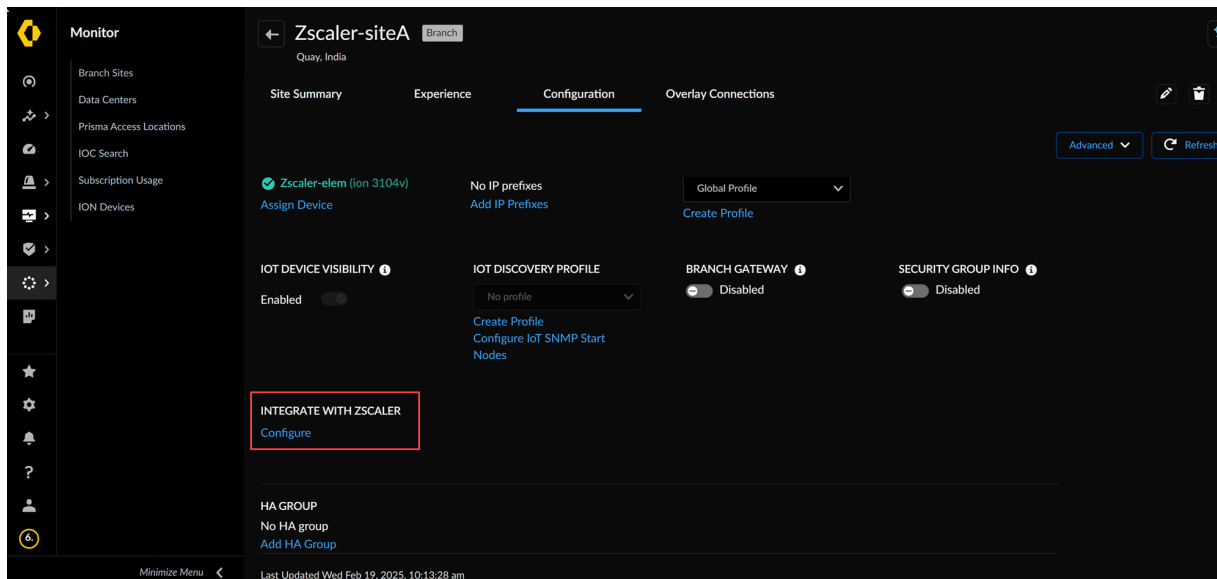 Monitor
Branch Sites
Data Centers
Prisma Access Locations
IOC Search
Subscription Usage
ION Devices
Zscaler-siteA Branch
Quay, India
Site Summary Experience Configuration Overlay Connections
Advanced Refresh
Zscaler-elem (ion 3104v)
Assign Device
No IP prefixes
Add IP Prefixes
Global Profile
Create Profile
IOT DEVICE VISIBILITY
Enabled
IOT DISCOVERY PROFILE
No profile
Create Profile
Configure IoT SNMP Start
Nodes
BRANCH GATEWAY
Disabled
SECURITY GROUP INFO
Disabled
INTEGRATE WITH ZSCALER
Configure
HA GROUP
No HA group
Add HA Group
Last Updated Wed Feb 19, 2025, 10:13:28 am
6.
Minimize Menu